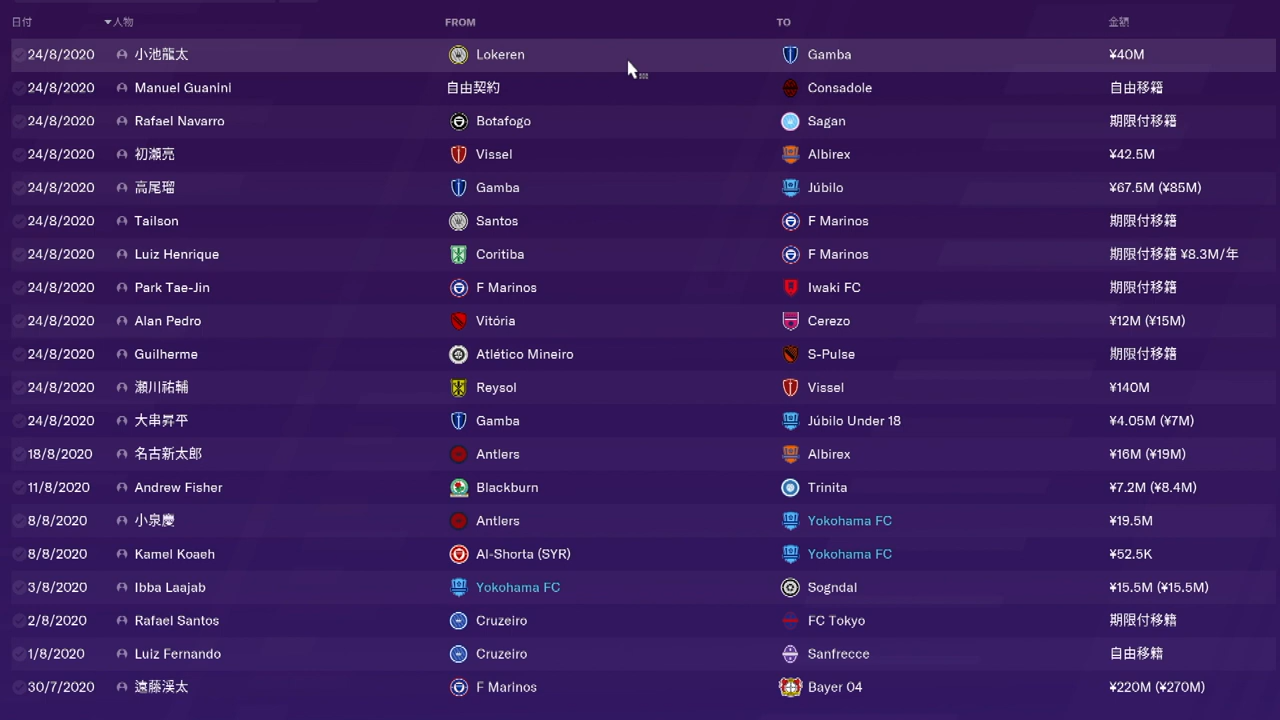 日付 人物 FROM TO 金額
24/8/2020 小池龍太 Lokeren Gamba ¥40M
24/8/2020 Manuel Guanini 自由契約 Consadole 自由移籍
24/8/2020 Rafael Navarro Botafogo Sagan 期限付移籍
24/8/2020 初瀬亮 Vissel Albirex ¥42.5M
24/8/2020 高尾瑠 Gamba Júbilo ¥67.5M (¥85M)
24/8/2020 Tailson Santos F Marinos 期限付移籍
24/8/2020 Luiz Henrique Coritiba F Marinos 期限付移籍 ¥8.3M/年
24/8/2020 Park Tae-Jin F Marinos Iwaki FC 期限付移籍
24/8/2020 Alan Pedro Vitória Cerezo ¥12M (¥15M)
24/8/2020 Guilherme Atlético Mineiro S-Pulse 期限付移籍
24/8/2020 瀬川祐輔 Reysol Vissel ¥140M
24/8/2020 大串昇平 Gamba Júbilo Under 18 ¥4.05M (¥7M)
18/8/2020 名古新太郎 Antlers Albirex ¥16M (¥19M)
11/8/2020 Andrew Fisher Blackburn Trinita ¥7.2M (¥8.4M)
8/8/2020 小泉慶 Antlers Yokohama FC ¥19.5M
8/8/2020 Kamel Koaeh Al-Shorta (SYR) Yokohama FC ¥52.5K
3/8/2020 Ibba Laajab Yokohama FC Sogndal ¥15.5M (¥15.5M)
2/8/2020 Rafael Santos Cruzeiro FC Tokyo 期限付移籍
1/8/2020 Luiz Fernando Cruzeiro Sanfrecce 自由移籍
30/7/2020 遠藤渓太 F Marinos Bayer 04 ¥220M (¥270M)